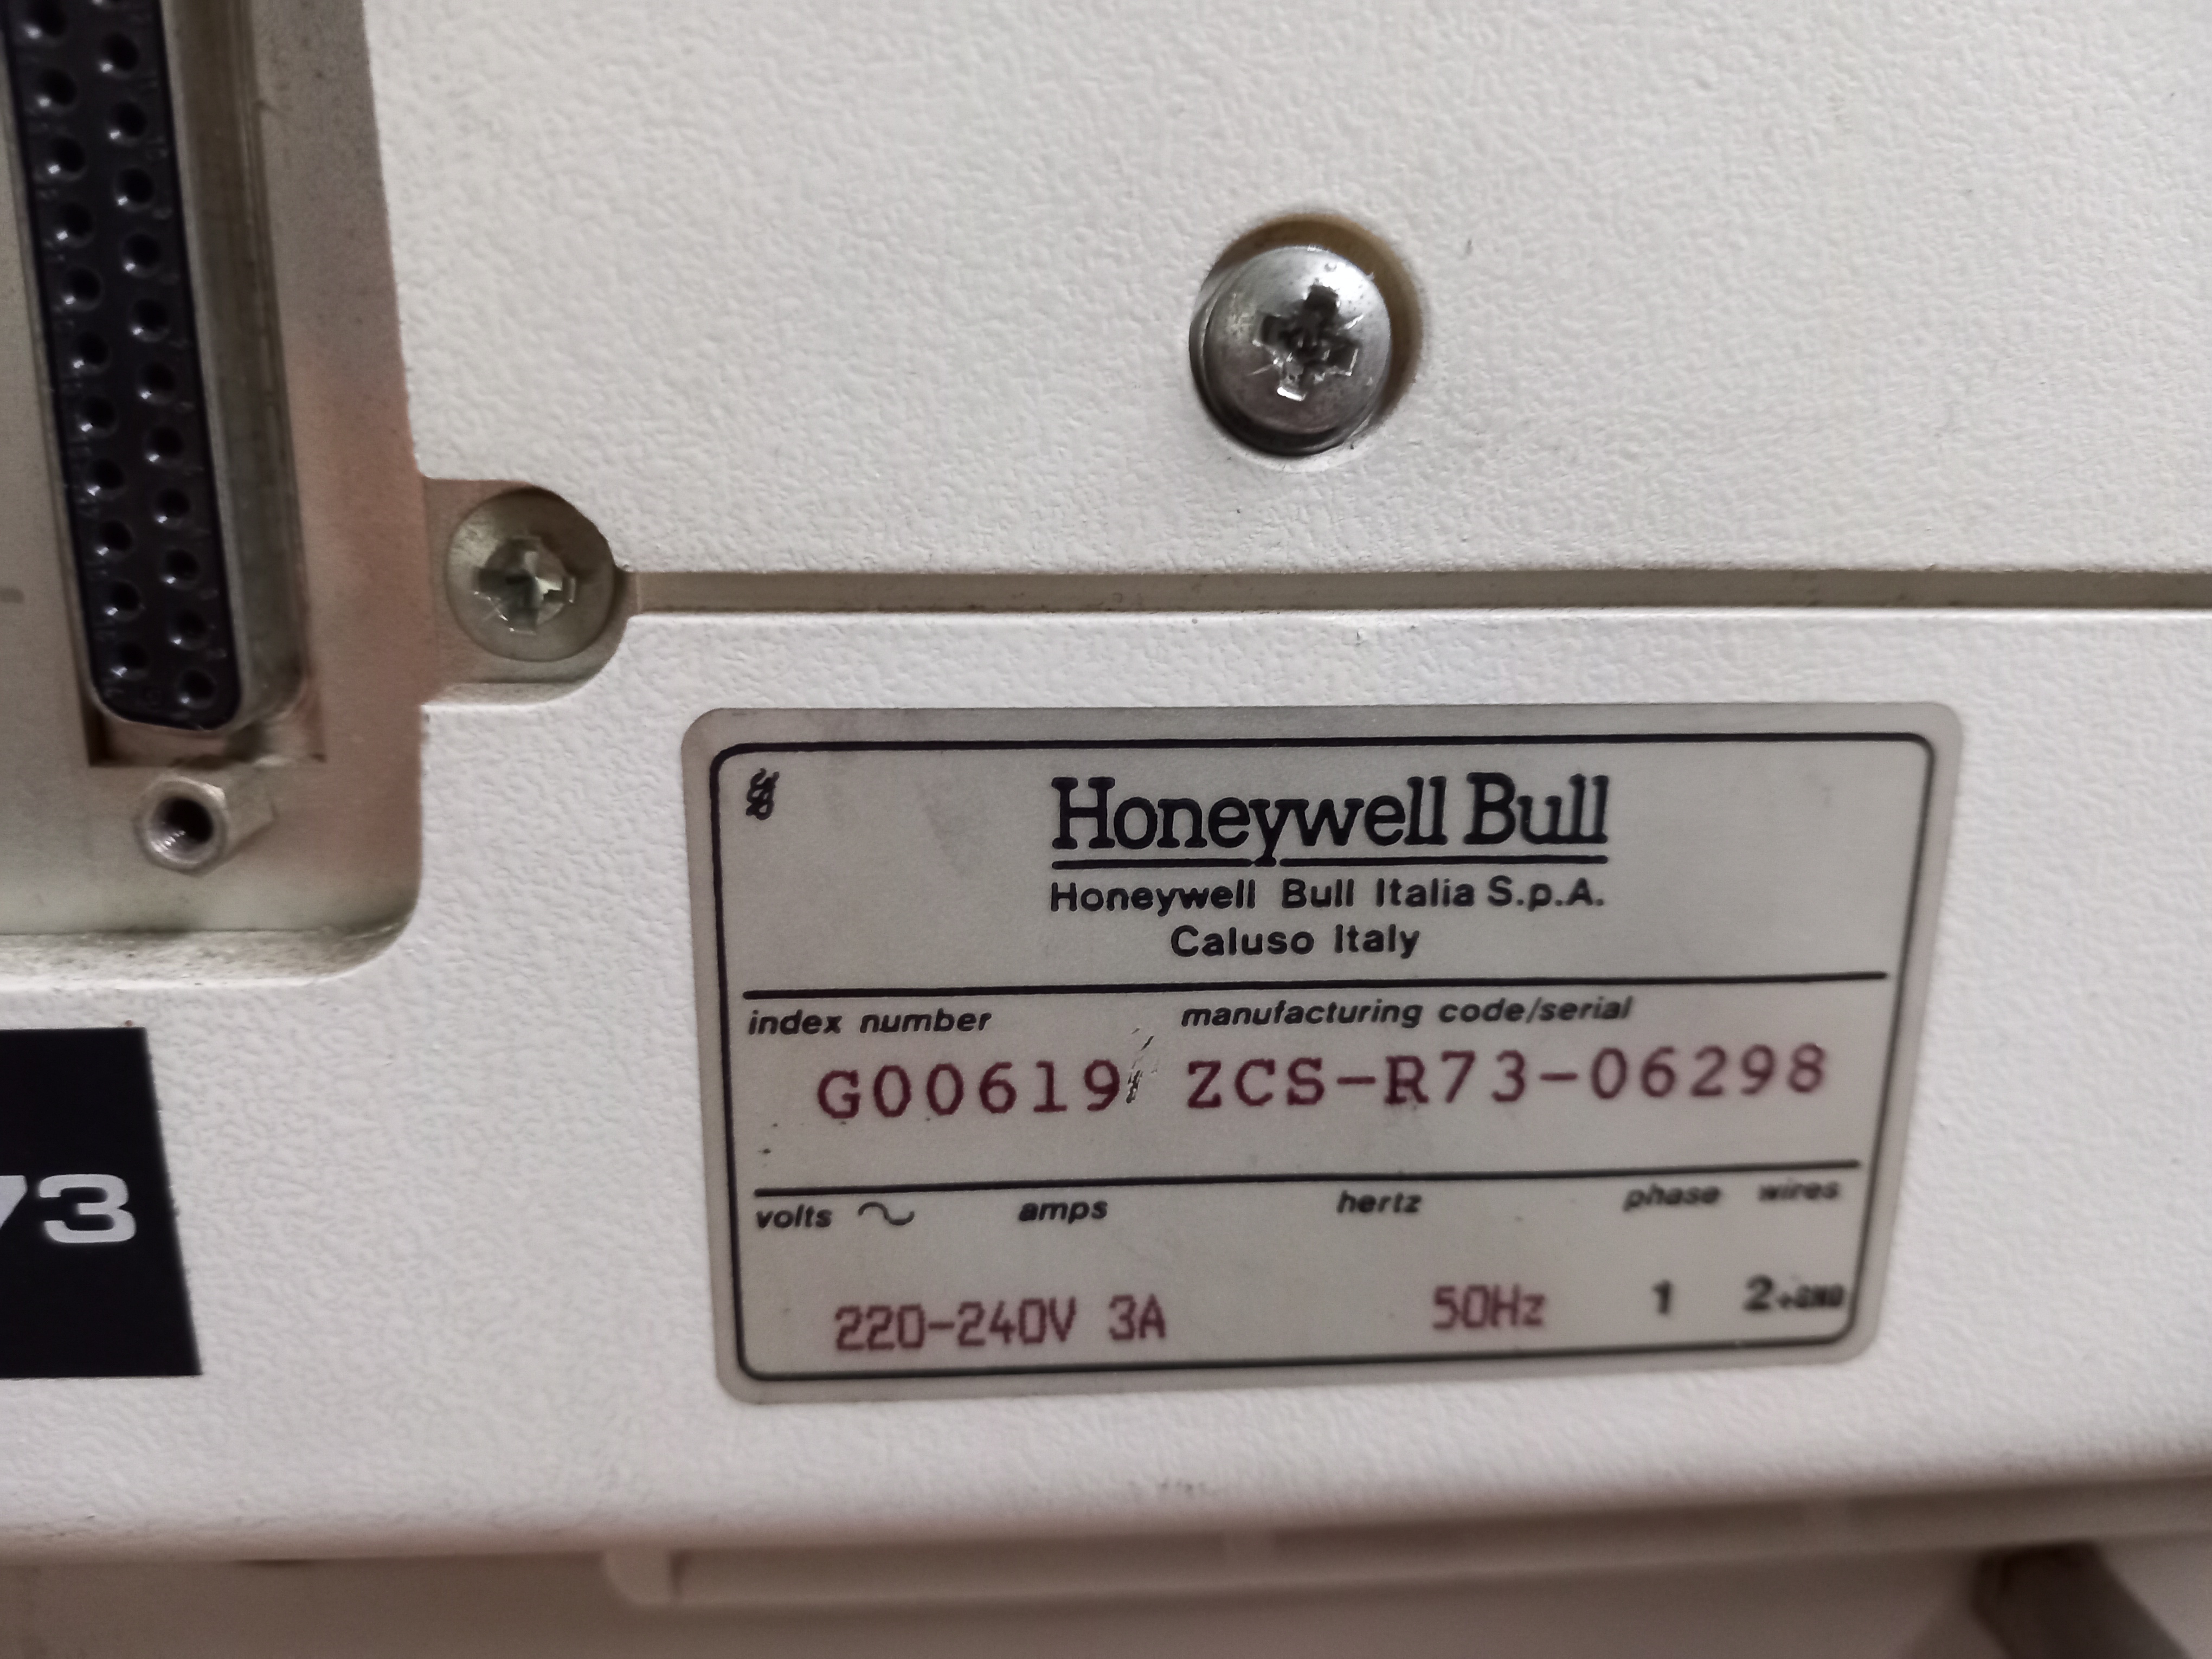 Honeywell Bull
Honeywell Bull Italia S.p.A.
Caluso Italy
index number manufacturing code/serial
G00619 ZCS-R73-06298
volts amps hertz phase wires
220-240V 3A 50Hz 1 2+GND
73